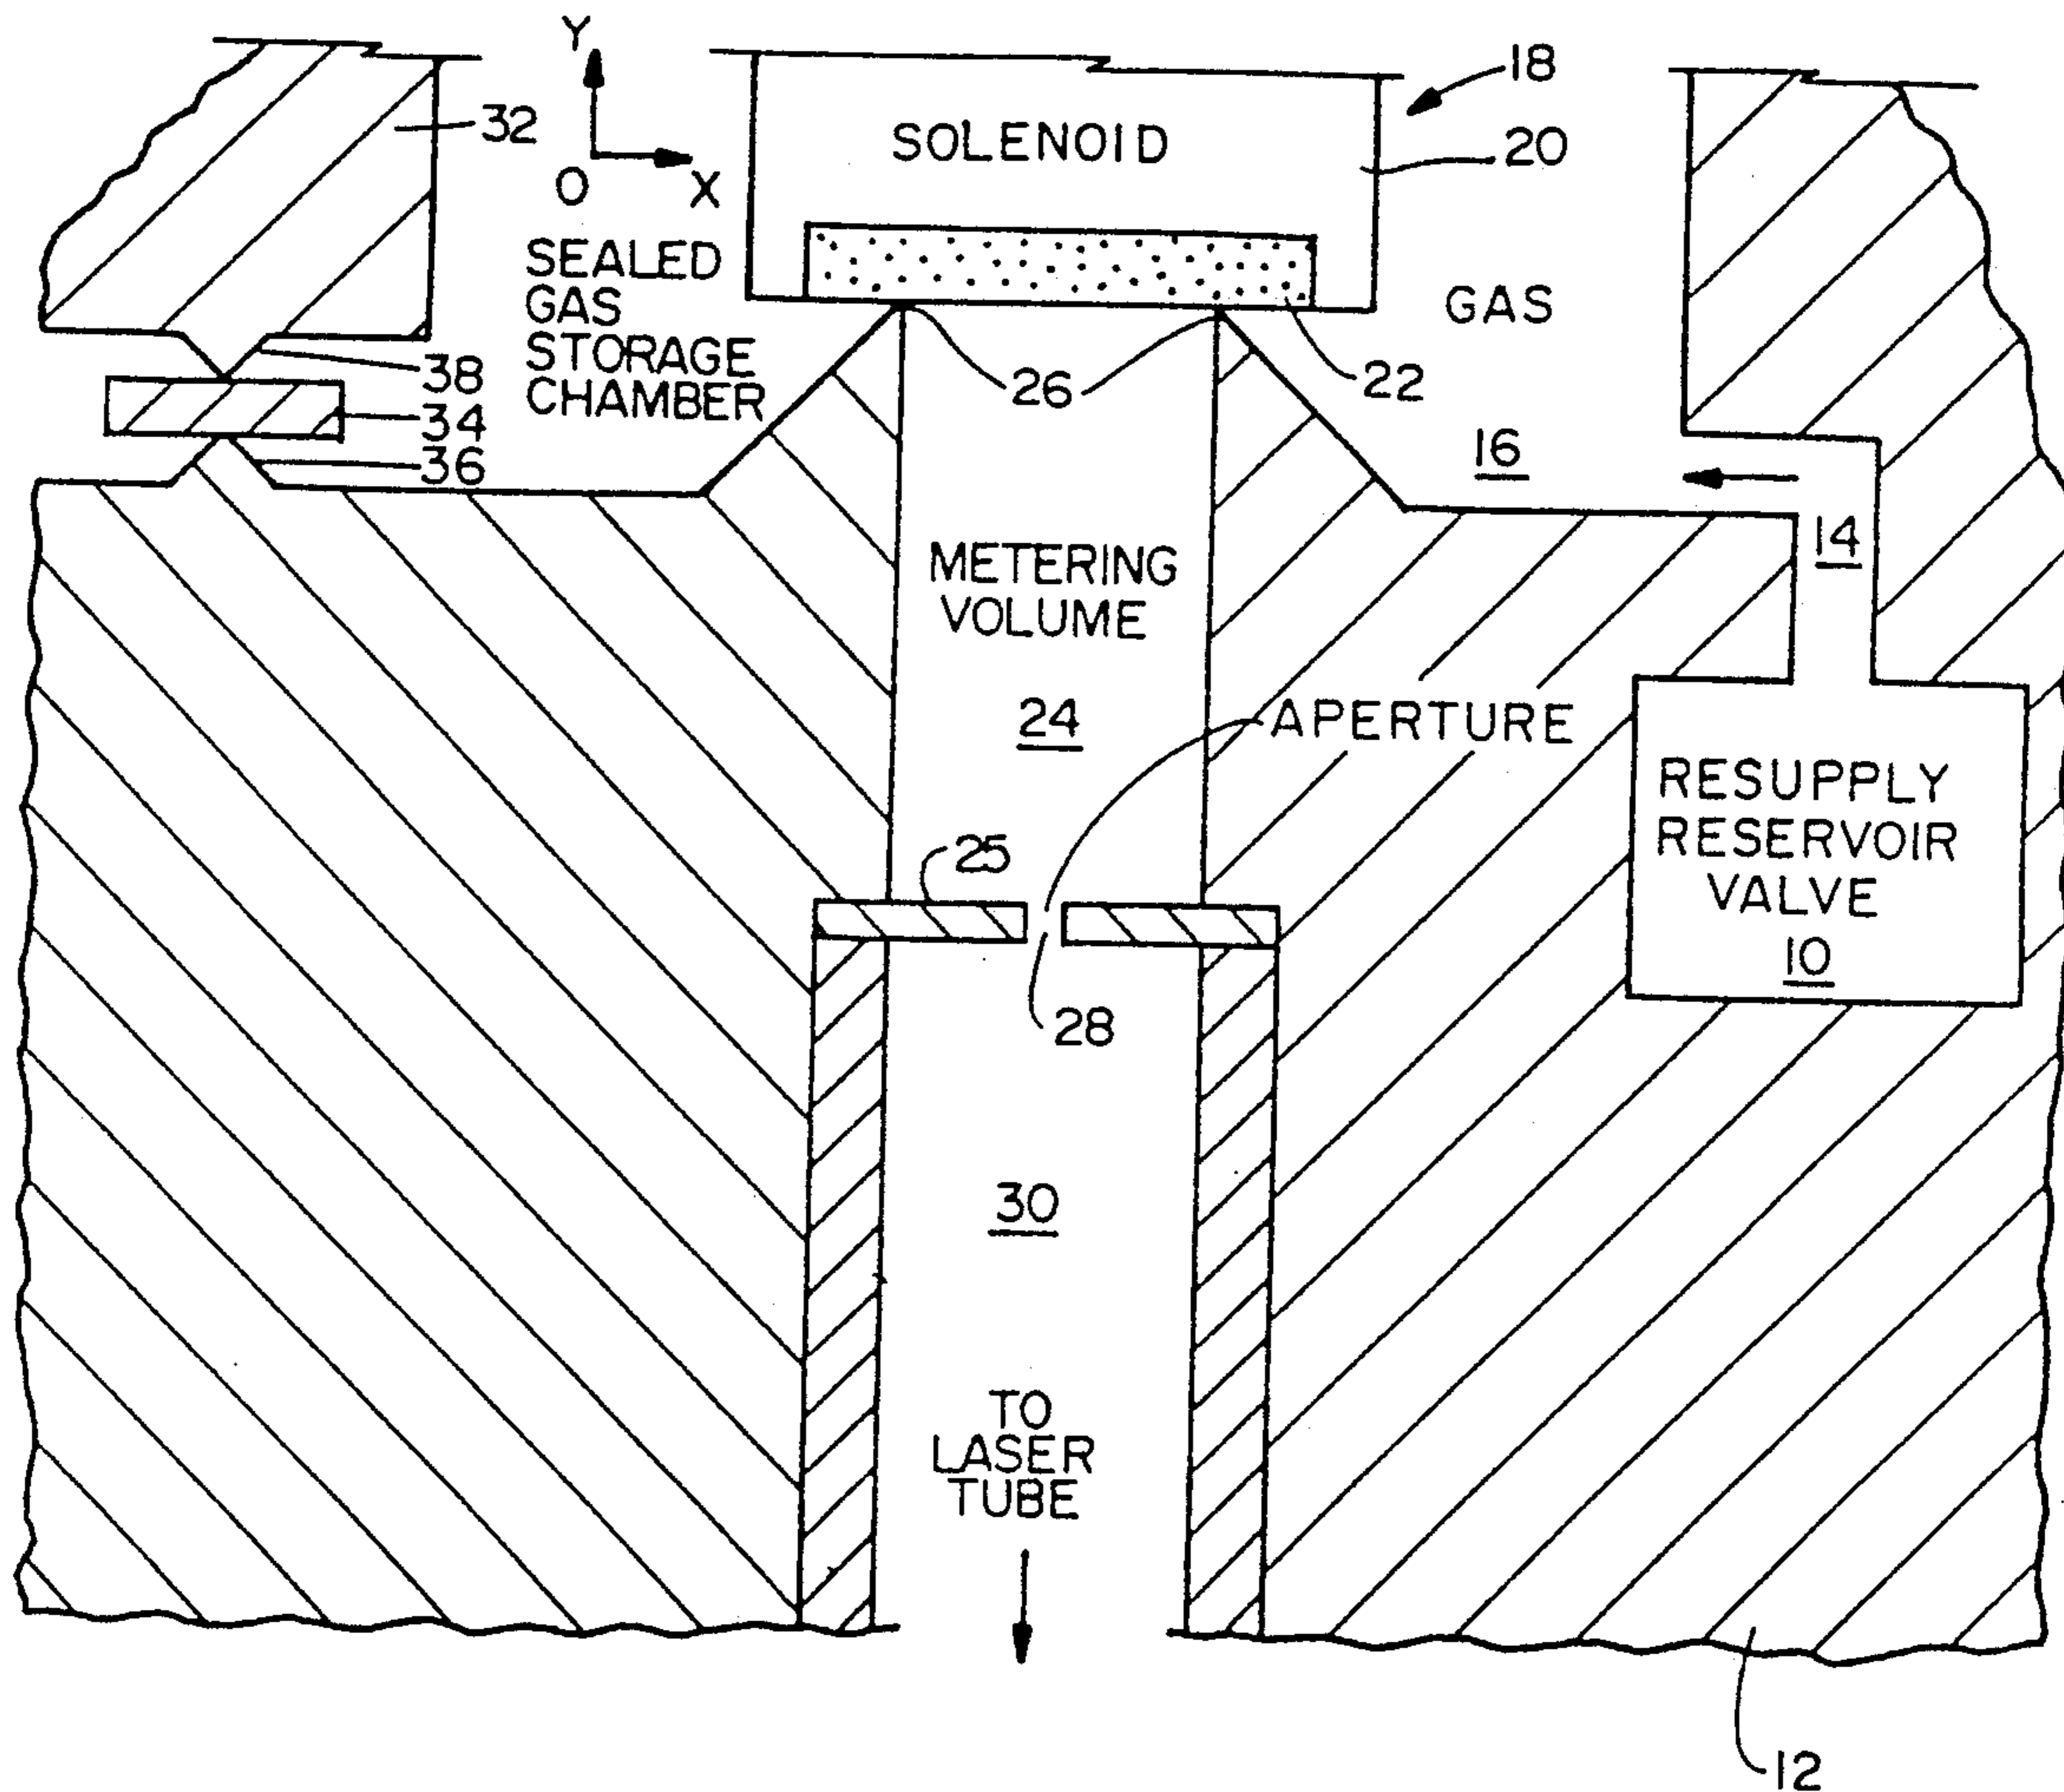 Y
18
32
SOLENOID
20
O
X
SEALED
GAS
STORAGE
CHAMBER
GAS
38
34
36
26
22
16
14
METERING
VOLUME
24
APERTURE
RESUPPLY
RESERVOIR
VALVE
10
25
28
30
TO
LASER
TUBE
12